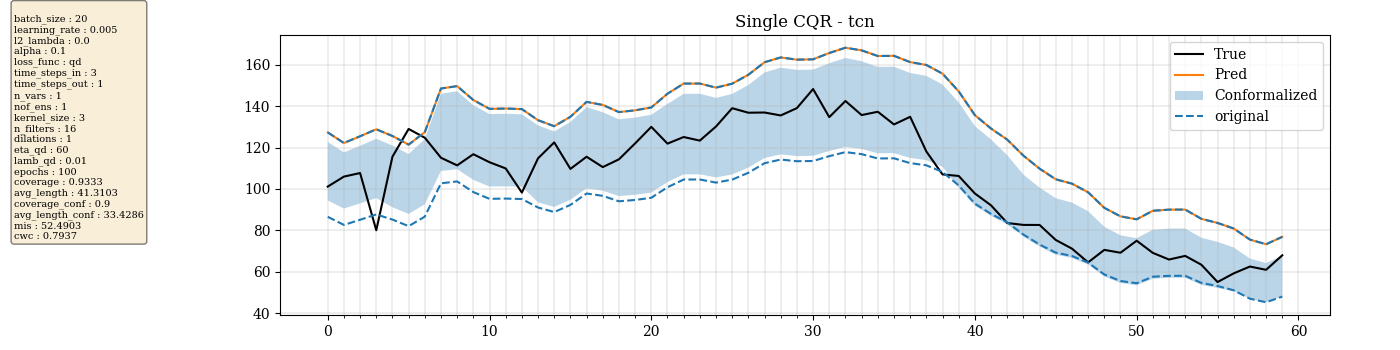 Single CQR - tcn
batch_size : 20
learning_rate : 0.005
l2_lambda : 0.0
alpha : 0.1
loss_func : qd
time_steps_in : 3
time_steps_out : 1
n_vars : 1
nof_ens : 1
kernel_size : 3
n_filters : 16
dilations : 1
eta_qd : 60
lamb_qd : 0.01
epochs : 100
coverage : 0.9333
avg_length : 41.3103
coverage_conf : 0.9
avg_length_conf : 33.4286
mis : 52.4903
cwc : 0.7937
160
140
120
100
80
60
40
0 10 20 30 40 50 60
True
Pred
Conformalized
original